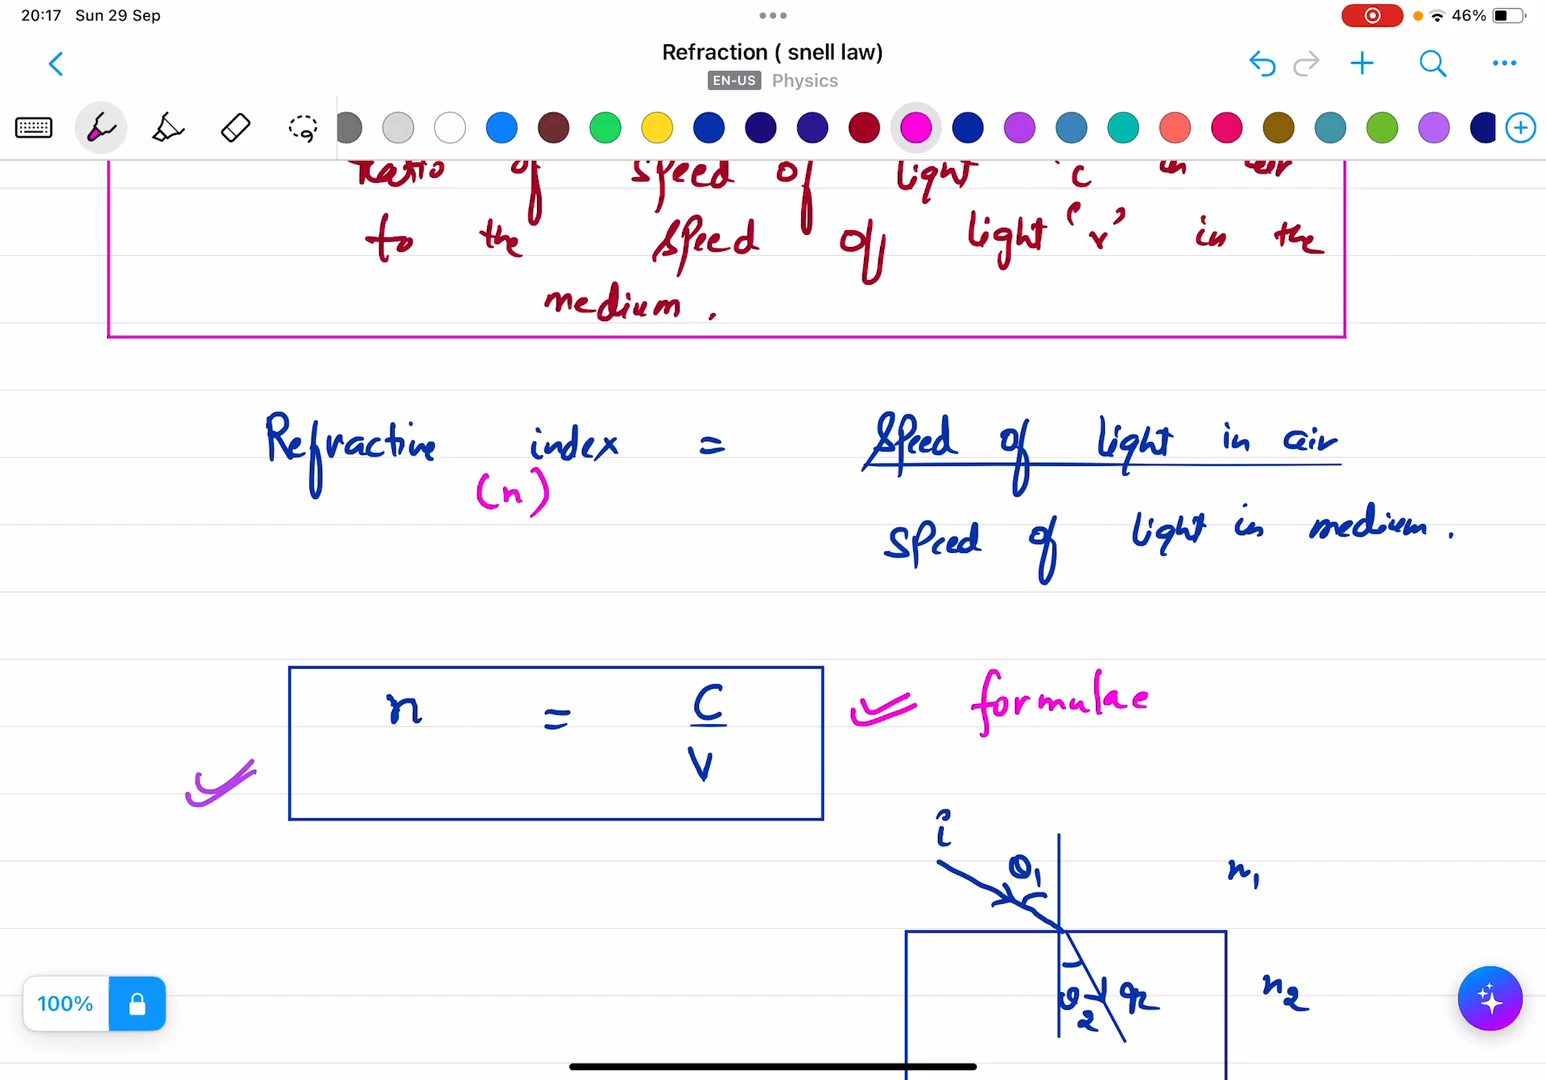 20:17 Sun 29 Sep
46%
Refraction ( snell law)
EN-US Physics
Ratio of speed of light 'c' in air
to the speed of light 'v' in the
medium.
Refractive index = Speed of light in air
(n)
speed of light in medium.
n = C
V
formulae
i
θ1
n1
θ2 r
n2
100%